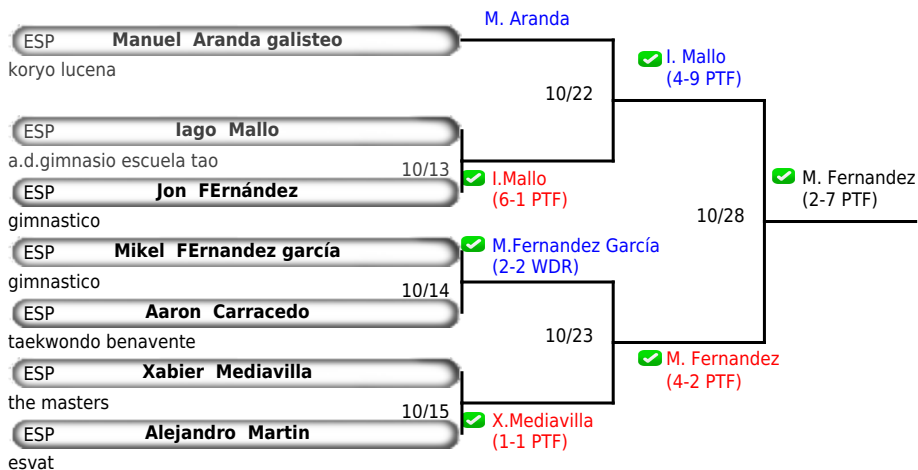 M. Aranda
ESP Manuel Aranda galisteo
koryo lucena
I. Mallo
(4-9 PTF)
10/22
ESP Iago Mallo
a.d.gimnasio escuela tao
10/13
ESP Jon FErnández
I.Mallo
(6-1 PTF)
gimnastico
M. Fernandez
(2-7 PTF)
10/28
ESP Mikel FErnandez garcía
M.Fernandez García
(2-2 WDR)
gimnastico
10/14
ESP Aaron Carracedo
taekwondo benavente
10/23
ESP Xabier Mediavilla
M. Fernandez
(4-2 PTF)
the masters
10/15
ESP Alejandro Martin
X.Mediavilla
(1-1 PTF)
esvat